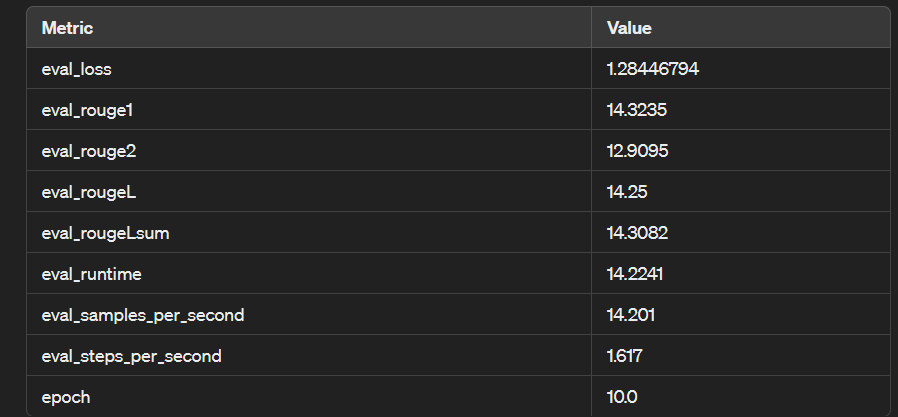 Metric Value
eval_loss 1.28446794
eval_rouge1 14.3235
eval_rouge2 12.9095
eval_rougeL 14.25
eval_rougeLsum 14.3082
eval_runtime 14.2241
eval_samples_per_second 14.201
eval_steps_per_second 1.617
epoch 10.0